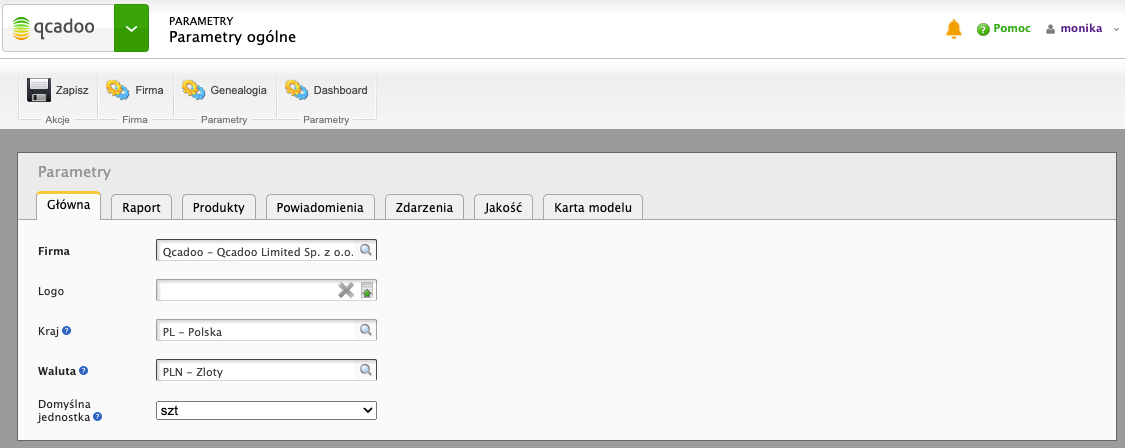 qcadoo
PARAMETRY
Parametry ogólne
Pomoc
monika
Zapisz
Firma
Genealogia
Dashboard
Akcje
Firma
Parametry
Parametry
Parametry
Główna
Raport
Produkty
Powiadomienia
Zdarzenia
Jakość
Karta modelu
Firma
Qcadoo - Qcadoo Limited Sp. z o.o.
Logo
Kraj
PL - Polska
Waluta
PLN - Zloty
Domyślna
jednostka
szt